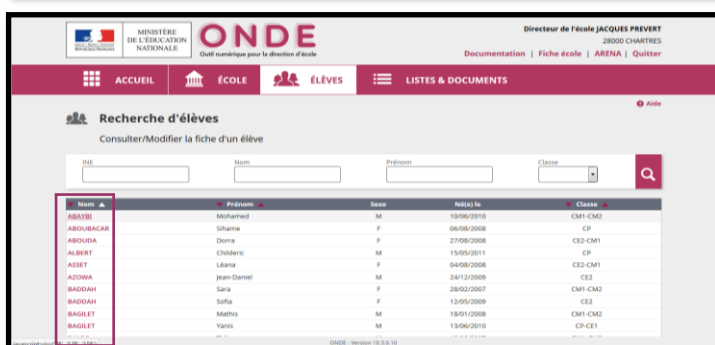 MINISTÈRE
DE L'ÉDUCATION
NATIONALE
ONDE
Outil numérique pour la direction d'école
Directeur de l'école JACQUES PREVERT
28000 CHARTRES
Documentation | Fiche école | ARENA | Quitter
ACCUEIL ÉCOLE ÉLÈVES LISTES & DOCUMENTS
Aide
Recherche d'élèves
Consulter/Modifier la fiche d'un élève
INE Nom Prénom Classe
Nom Prénom Sexe Né(e) le Classe
ABAYBI Mohamed M 10/06/2010 CM1-CM2
ABOUBACAR Sihame F 06/08/2008 CP
ABOUDA Dorra F 27/08/2008 CE2-CM1
ALBERT Childeric M 15/05/2011 CP
ASSET Léana F 04/08/2008 CE2-CM1
AZOWA Jean-Daniel M 24/12/2009 CE2
BADDAH Sara F 28/02/2007 CM1-CM2
BADDAH Sofia F 12/05/2009 CE2
BAGILET Mathis M 18/01/2008 CM1-CM2
BAGILET Yanis M 13/06/2010 CP-CE1
ONDE - Version 18.3.0.10